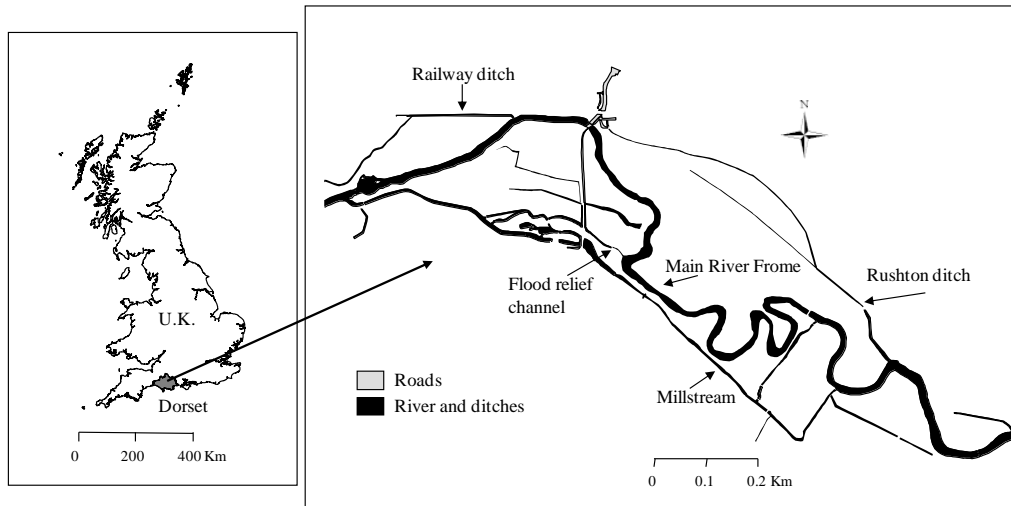 U.K.
Dorset
0 200 400 Km
Railway ditch
N
Flood relief
channel
Main River Frome
Rushton ditch
Millstream
Roads
River and ditches
0 0.1 0.2 Km